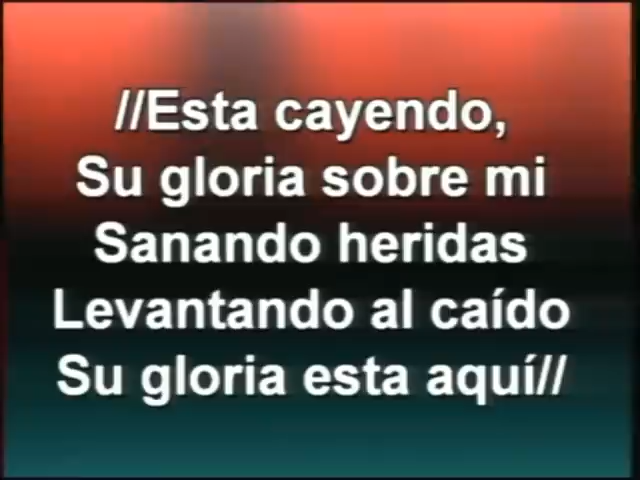 //Esta cayendo,
Su gloria sobre mi
Sanando heridas
Levantando al caído
Su gloria esta aquí//